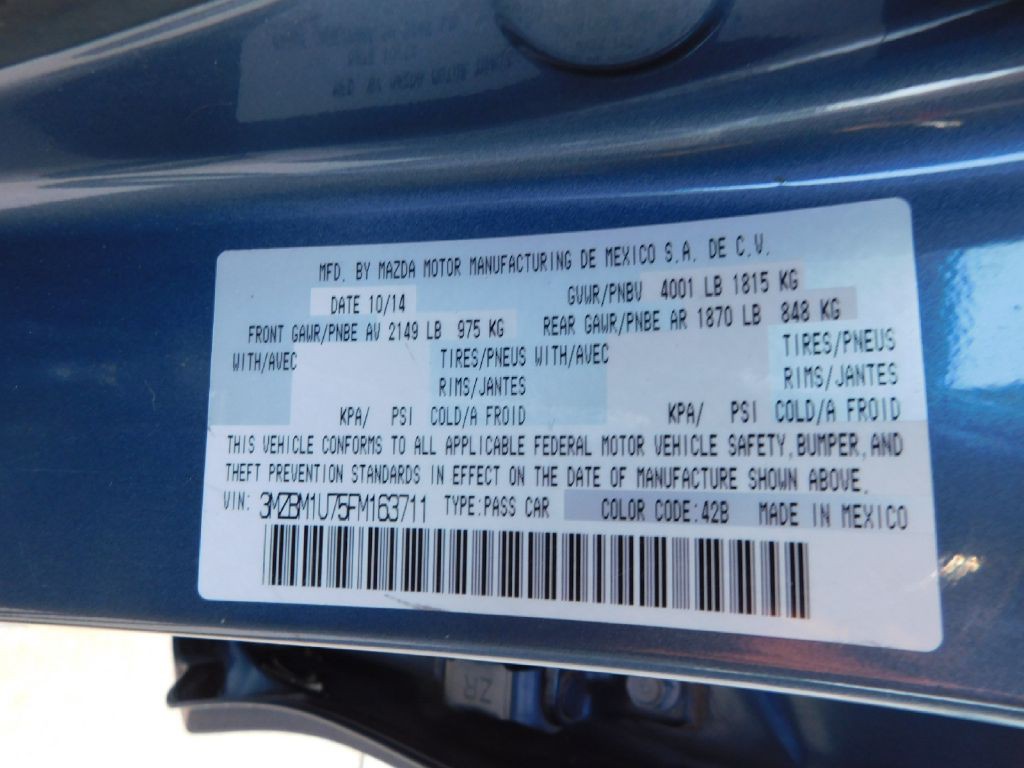 MFD. BY MAZDA MOTOR MANUFACTURING DE MEXICO S.A. DE C.V.
DATE 10/14 GVWR/PNBV 4001 LB 1815 KG
FRONT GAWR/PNBE AV 2149 LB 975 KG REAR GAWR/PNBE AR 1870 LB 848 KG
WITH/AVEC TIRES/PNEUS WITH/AVEC TIRES/PNEUS
RIMS/JANTES RIMS/JANTES
KPA/ PSI COLD/A FROID KPA/ PSI COLD/A FROID
THIS VEHICLE CONFORMS TO ALL APPLICABLE FEDERAL MOTOR VEHICLE SAFETY, BUMPER, AND
THEFT PREVENTION STANDARDS IN EFFECT ON THE DATE OF MANUFACTURE SHOWN ABOVE.
VIN: 3MZBM1U75FM163711 TYPE:PASS CAR COLOR CODE:42B MADE IN MEXICO
ZR